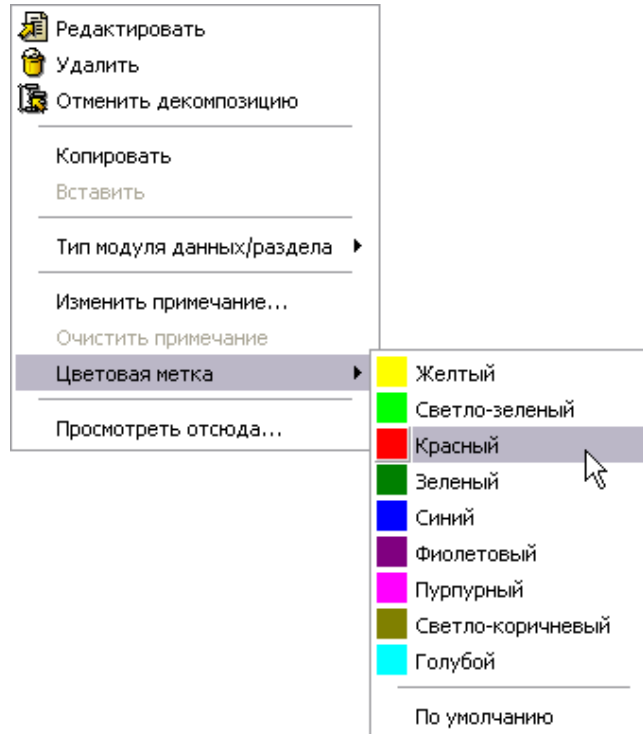 Редактировать
Удалить
Отменить декомпозицию
Копировать
Вставить
Тип модуля данных/раздела
Изменить примечание...
Очистить примечание
Цветовая метка
Просмотреть отсюда...
Желтый
Светло-зеленый
Красный
Зеленый
Синий
Фиолетовый
Пурпурный
Светло-коричневый
Голубой
По умолчанию